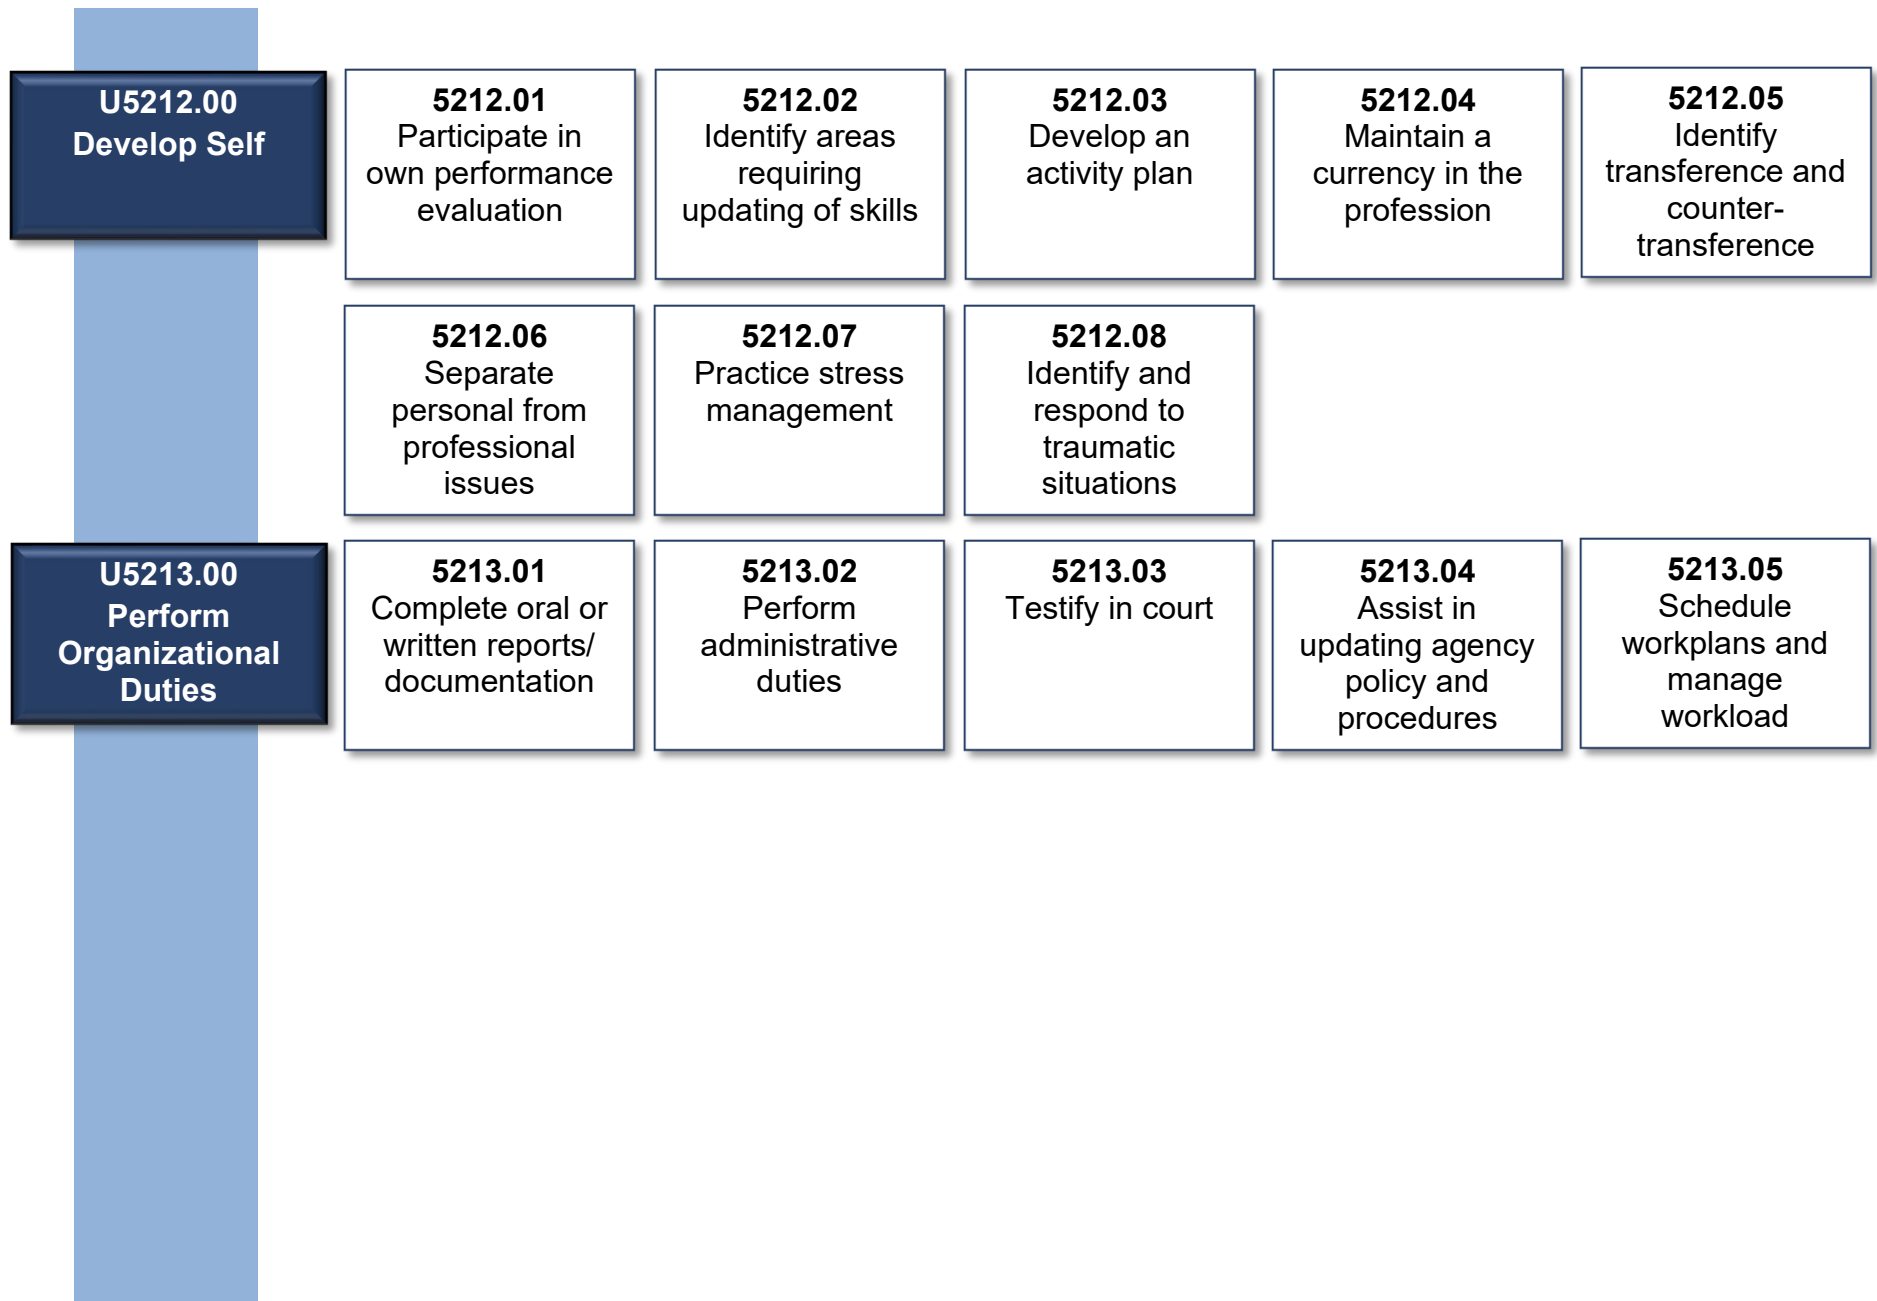 U5212.00
Develop Self
5212.01
Participate in
own performance
evaluation
5212.02
Identify areas
requiring
updating of skills
5212.03
Develop an
activity plan
5212.04
Maintain a
currency in the
profession
5212.05
Identify
transference and
counter-
transference
5212.06
Separate
personal from
professional
issues
5212.07
Practice stress
management
5212.08
Identify and
respond to
traumatic
situations
U5213.00
Perform
Organizational
Duties
5213.01
Complete oral or
written reports/
documentation
5213.02
Perform
administrative
duties
5213.03
Testify in court
5213.04
Assist in
updating agency
policy and
procedures
5213.05
Schedule
workplans and
manage
workload